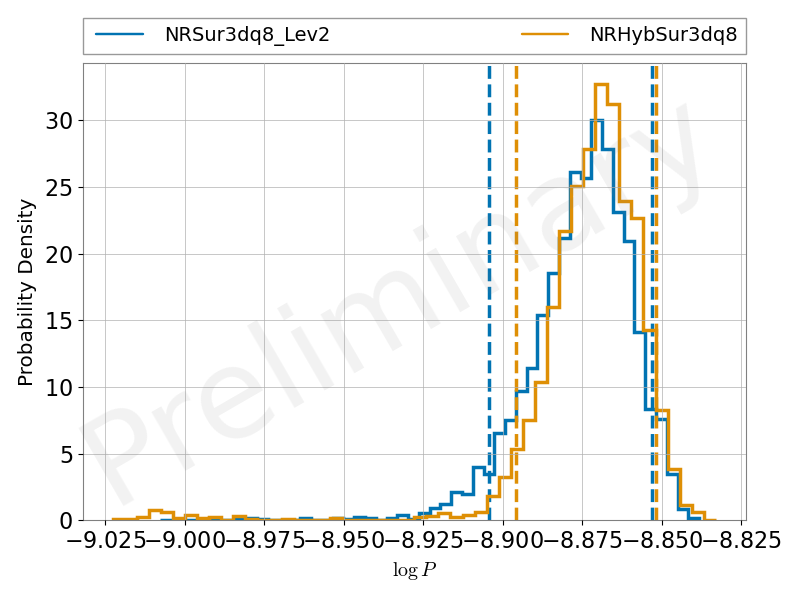 NRSur3dq8_Lev2 NRHybSur3dq8
Preliminary
Probability Density
30
25
20
15
10
5
0
−9.025 −9.000 −8.975 −8.950 −8.925 −8.900 −8.875 −8.850 −8.825
log P